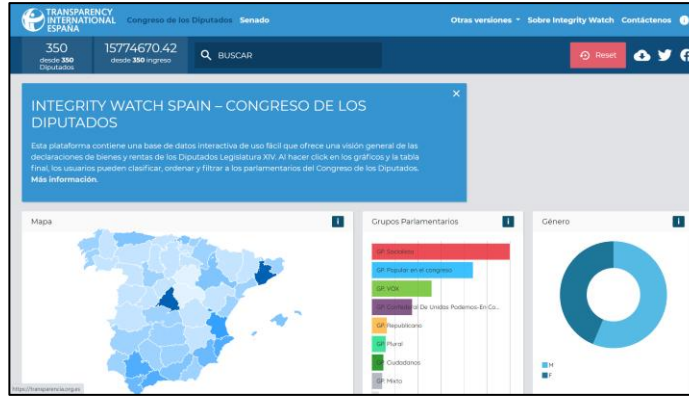 TRANSPARENCY
INTERNATIONAL
ESPAÑA
Congreso de los Diputados Senado
Otras versiones Sobre Integrity Watch Contáctenos
350
desde 350
Diputados
15774670.42
desde 350 ingreso
BUSCAR
Reset
INTEGRITY WATCH SPAIN – CONGRESO DE LOS
DIPUTADOS
Esta plataforma contiene una base de datos interactiva de uso fácil que ofrece una visión general de las
declaraciones de bienes y rentas de los Diputados Legislatura XIV. Al hacer click en los gráficos y la tabla
final, los usuarios pueden clasificar, ordenar y filtrar a los parlamentarios del Congreso de los Diputados.
Más información.
Mapa
i
Grupos Parlamentarios
i
Género
i
GP. Socialista
GP. Popular en el congreso
GP. VOX
GP. Confederal De Unidas Podemos-En Co...
GP. Republicano
GP. Plural
GP. Ciudadanos
GP. Mixto
H
F
https://transparencia.org.es